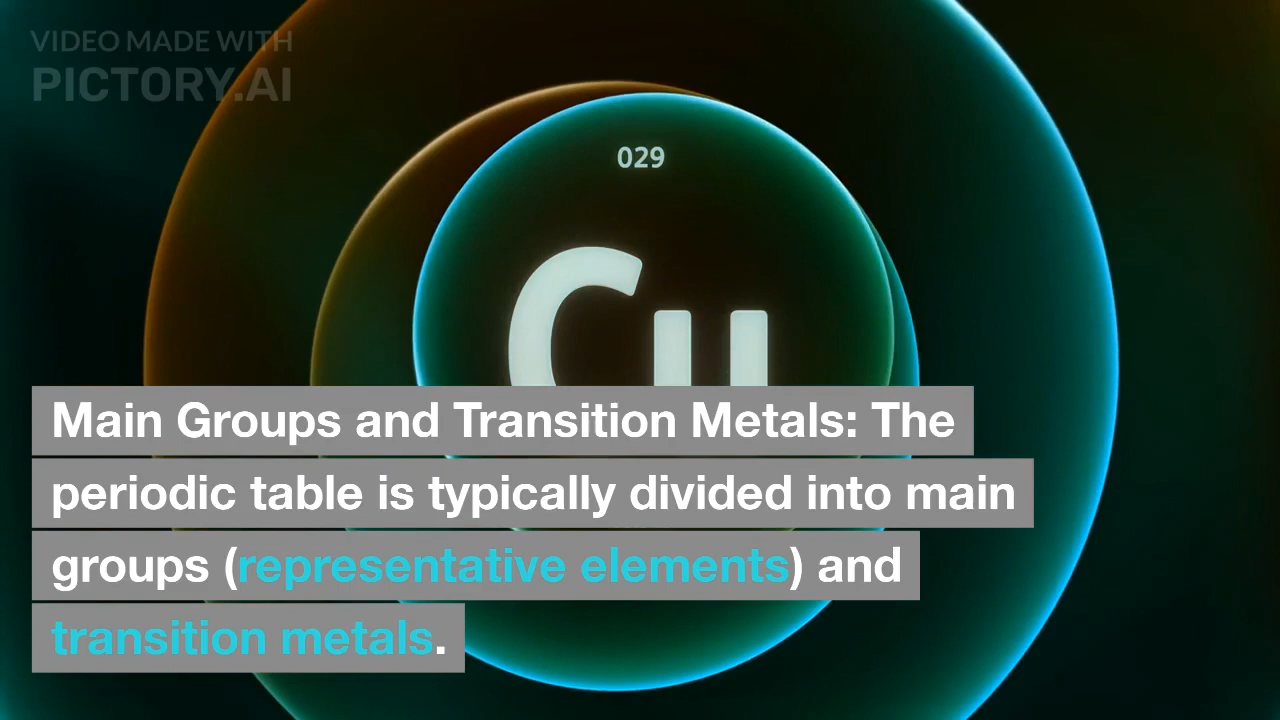 VIDEO MADE WITH
PICTORY.AI
029
Cu
Main Groups and Transition Metals: The
periodic table is typically divided into main
groups (representative elements) and
transition metals.